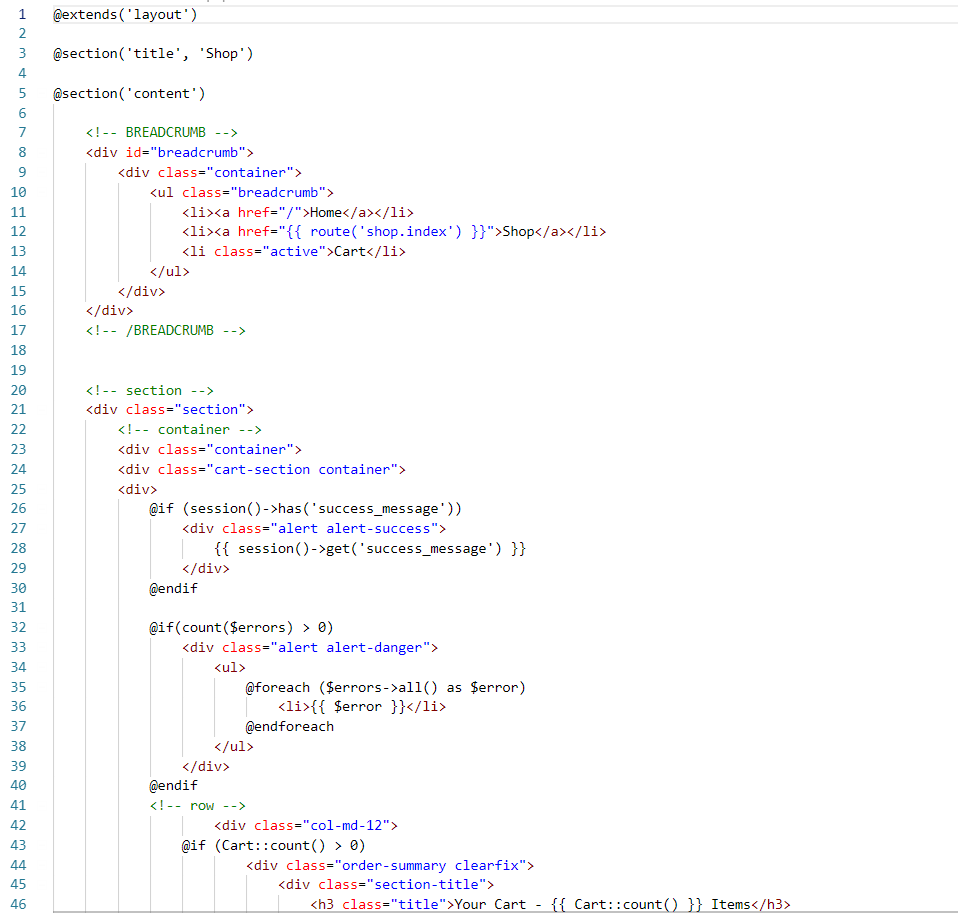 1 @extends('layout')
2
3 @section('title', 'Shop')
4
5 @section('content')
6
7 <!-- BREADCRUMB -->
8 <div id="breadcrumb">
9 <div class="container">
10 <ul class="breadcrumb">
11 <li><a href="/">Home</a></li>
12 <li><a href="{{ route('shop.index') }}">Shop</a></li>
13 <li class="active">Cart</li>
14 </ul>
15 </div>
16 </div>
17 <!-- /BREADCRUMB -->
18
19
20 <!-- section -->
21 <div class="section">
22 <!-- container -->
23 <div class="container">
24 <div class="cart-section container">
25 <div>
26 @if (session()->has('success_message'))
27 <div class="alert alert-success">
28 {{ session()->get('success_message') }}
29 </div>
30 @endif
31
32 @if(count($errors) > 0)
33 <div class="alert alert-danger">
34 <ul>
35 @foreach ($errors->all() as $error)
36 <li>{{ $error }}</li>
37 @endforeach
38 </ul>
39 </div>
40 @endif
41 <!-- row -->
42 <div class="col-md-12">
43 @if (Cart::count() > 0)
44 <div class="order-summary clearfix">
45 <div class="section-title">
46 <h3 class="title">Your Cart - {{ Cart::count() }} Items</h3>